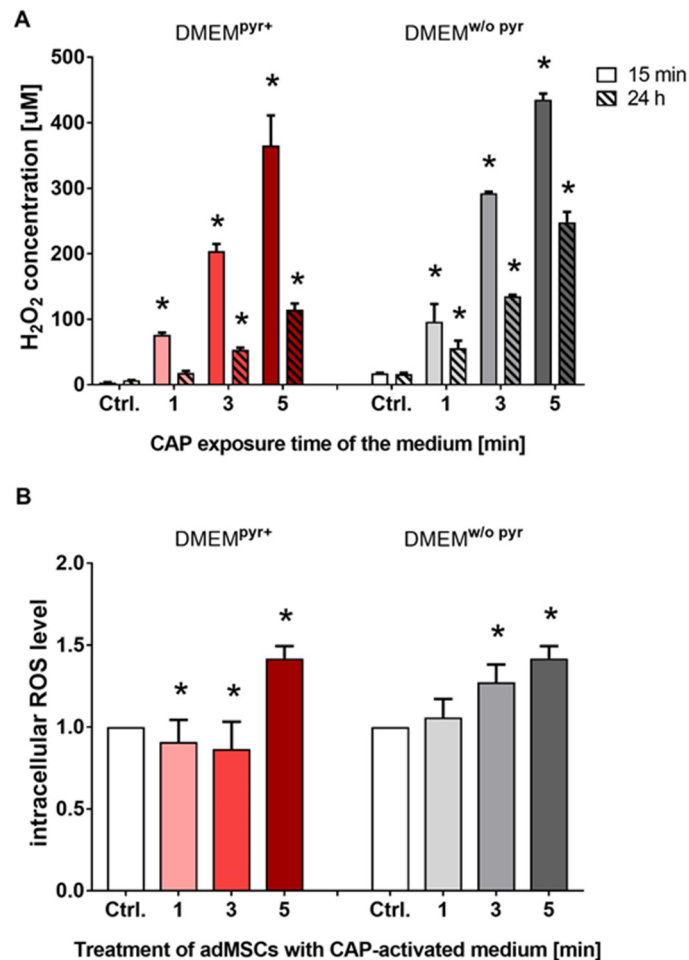 A
DMEMpyr+ DMEMw/o pyr
15 min
24 h
H2O2 concentration [uM]
500
400
300
200
100
0
* * * * * * * * * * *
Ctrl. 1 3 5 Ctrl. 1 3 5
CAP exposure time of the medium [min]
B
DMEMpyr+ DMEMw/o pyr
intracellular ROS level
2.0
1.5
1.0
0.5
0.0
* * * * *
Ctrl. 1 3 5 Ctrl. 1 3 5
Treatment of adMSCs with CAP-activated medium [min]